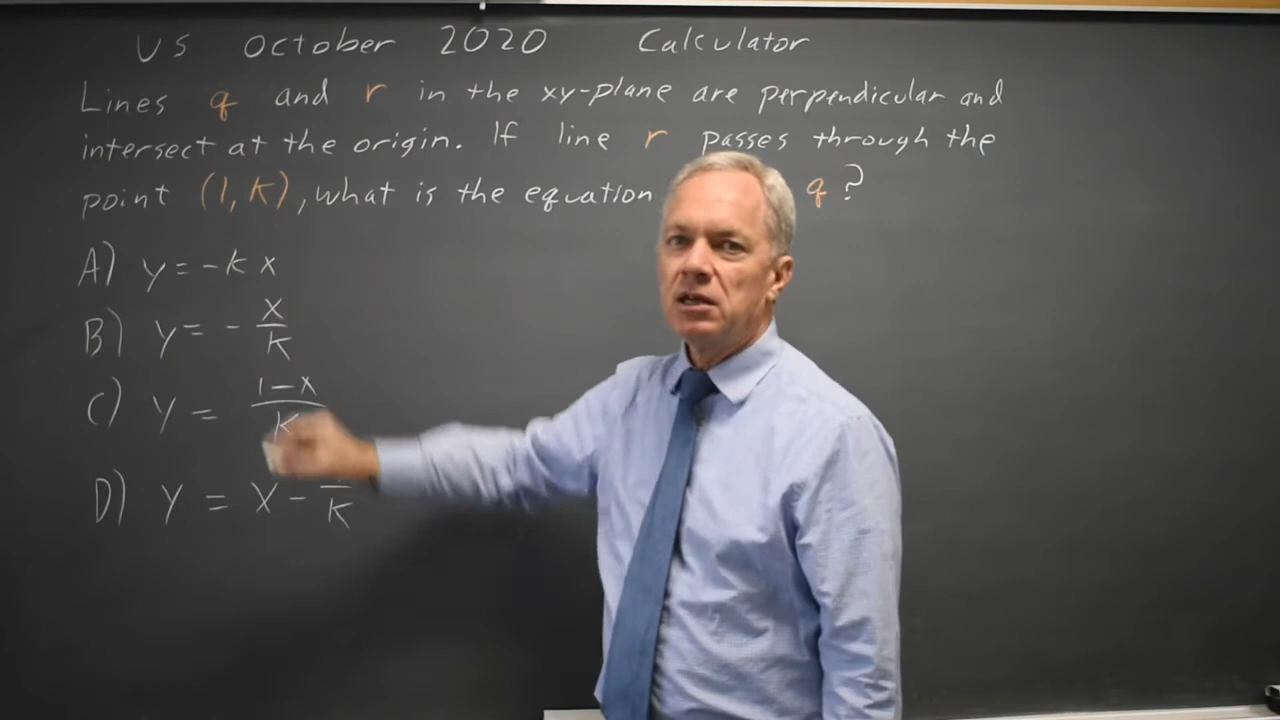 US October 2020 Calculator
Lines q and r in the xy-plane are perpendicular and
intersect at the origin. If line r passes through the
point (1, k), what is the equation q?
A) y = -k x
B) y = - x/k
C) y = (1-x)/k
D) y = x - /k